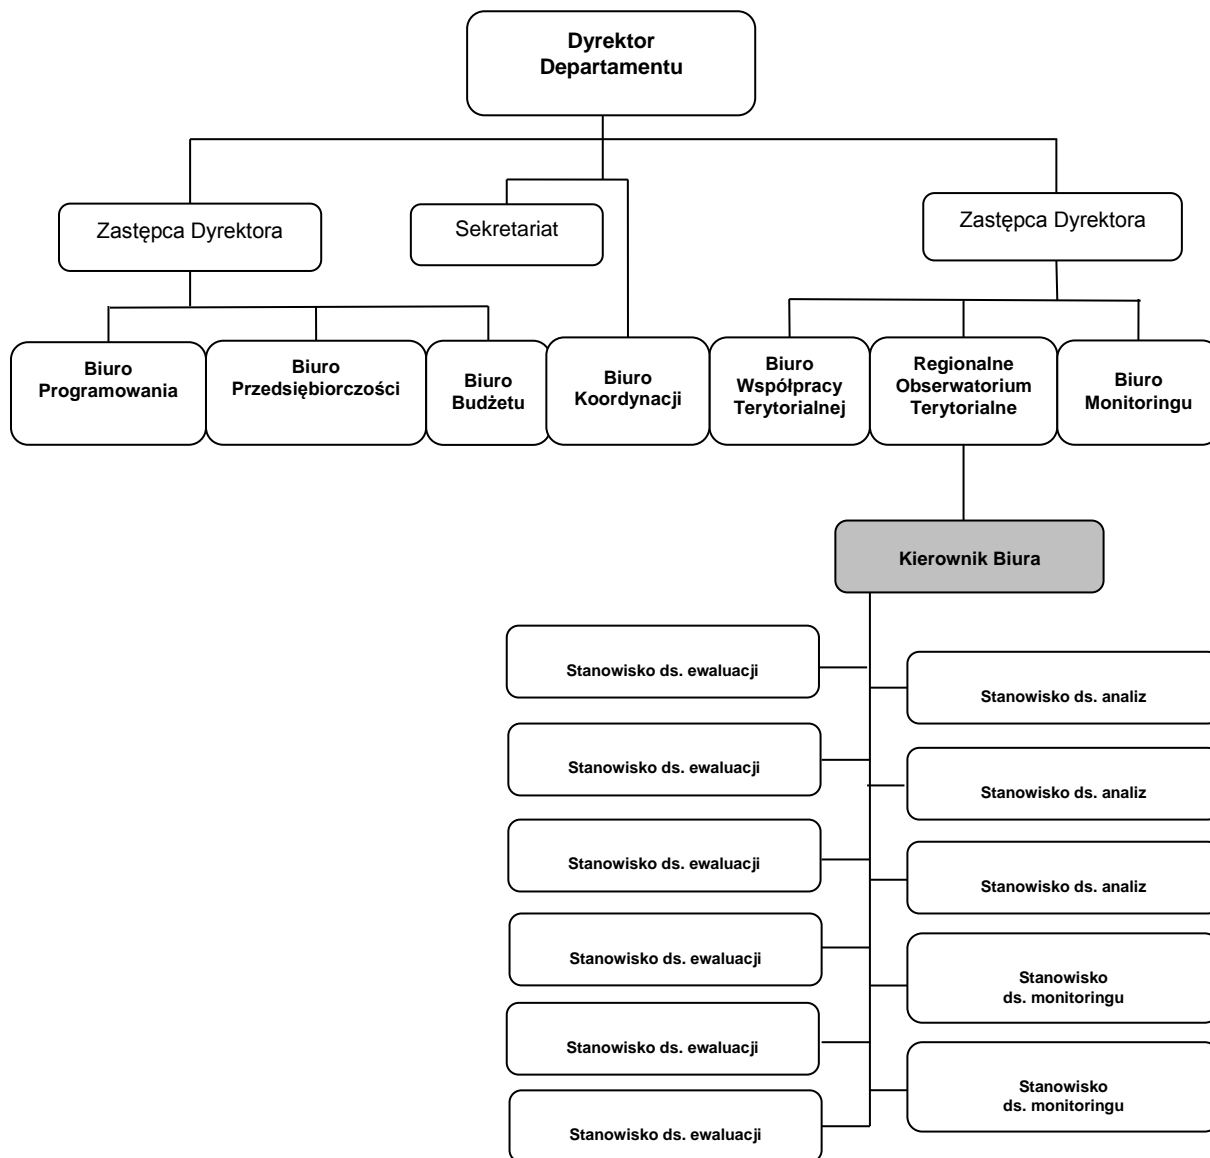 Dyrektor
Departamentu
Zastępca Dyrektora
Sekretariat
Zastępca Dyrektora
Biuro
Programowania
Biuro
Przedsiębiorczości
Biuro
Budżetu
Biuro
Koordynacji
Biuro
Współpracy
Terytorialnej
Regionalne
Obserwatorium
Terytorialne
Biuro
Monitoringu
Kierownik Biura
Stanowisko ds. ewaluacji
Stanowisko ds. ewaluacji
Stanowisko ds. ewaluacji
Stanowisko ds. ewaluacji
Stanowisko ds. ewaluacji
Stanowisko ds. ewaluacji
Stanowisko ds. analiz
Stanowisko ds. analiz
Stanowisko ds. analiz
Stanowisko
ds. monitoringu
Stanowisko
ds. monitoringu